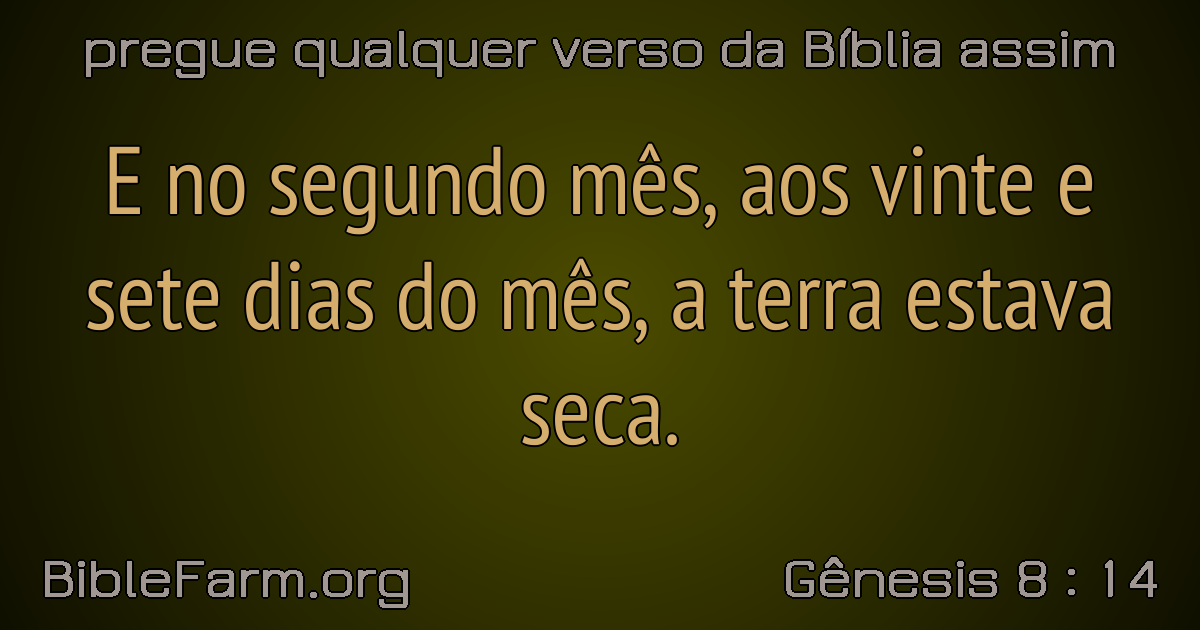 pregue qualquer verso da Bíblia assim
E no segundo mês, aos vinte e
sete dias do mês, a terra estava
seca.
BibleFarm.org
Gênesis 8 : 14